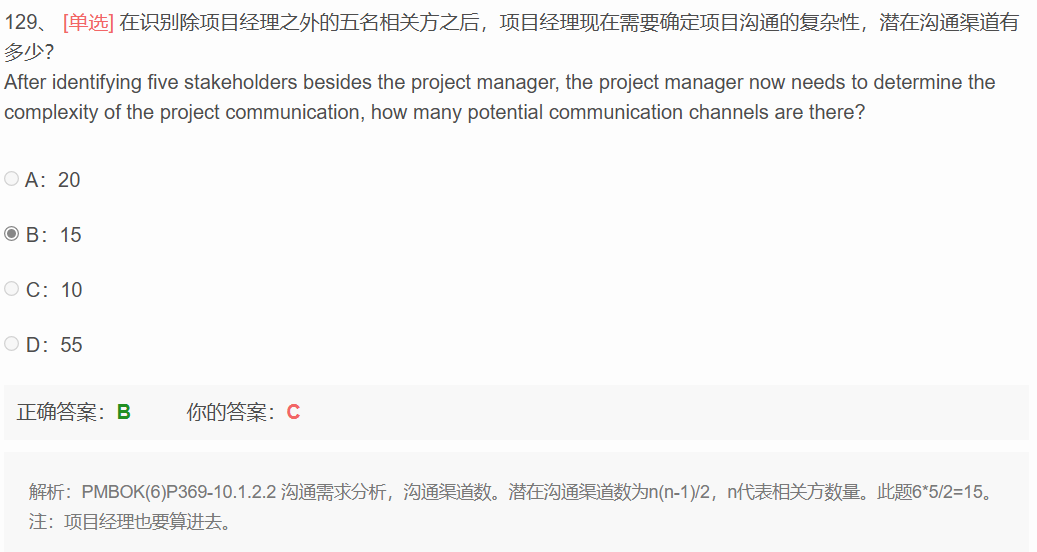 129、 [单选] 在识别除项目经理之外的五名相关方之后，项目经理现在需要确定项目沟通的复杂性，潜在沟通渠道有
多少？
After identifying five stakeholders besides the project manager, the project manager now needs to determine the
complexity of the project communication, how many potential communication channels are there?
A：20
B：15
C：10
D：55
正确答案：B 你的答案：C
解析：PMBOK(6)P369-10.1.2.2 沟通需求分析，沟通渠道数。潜在沟通渠道数为n(n-1)/2，n代表相关方数量。此题6*5/2=15。
注：项目经理也要算进去。